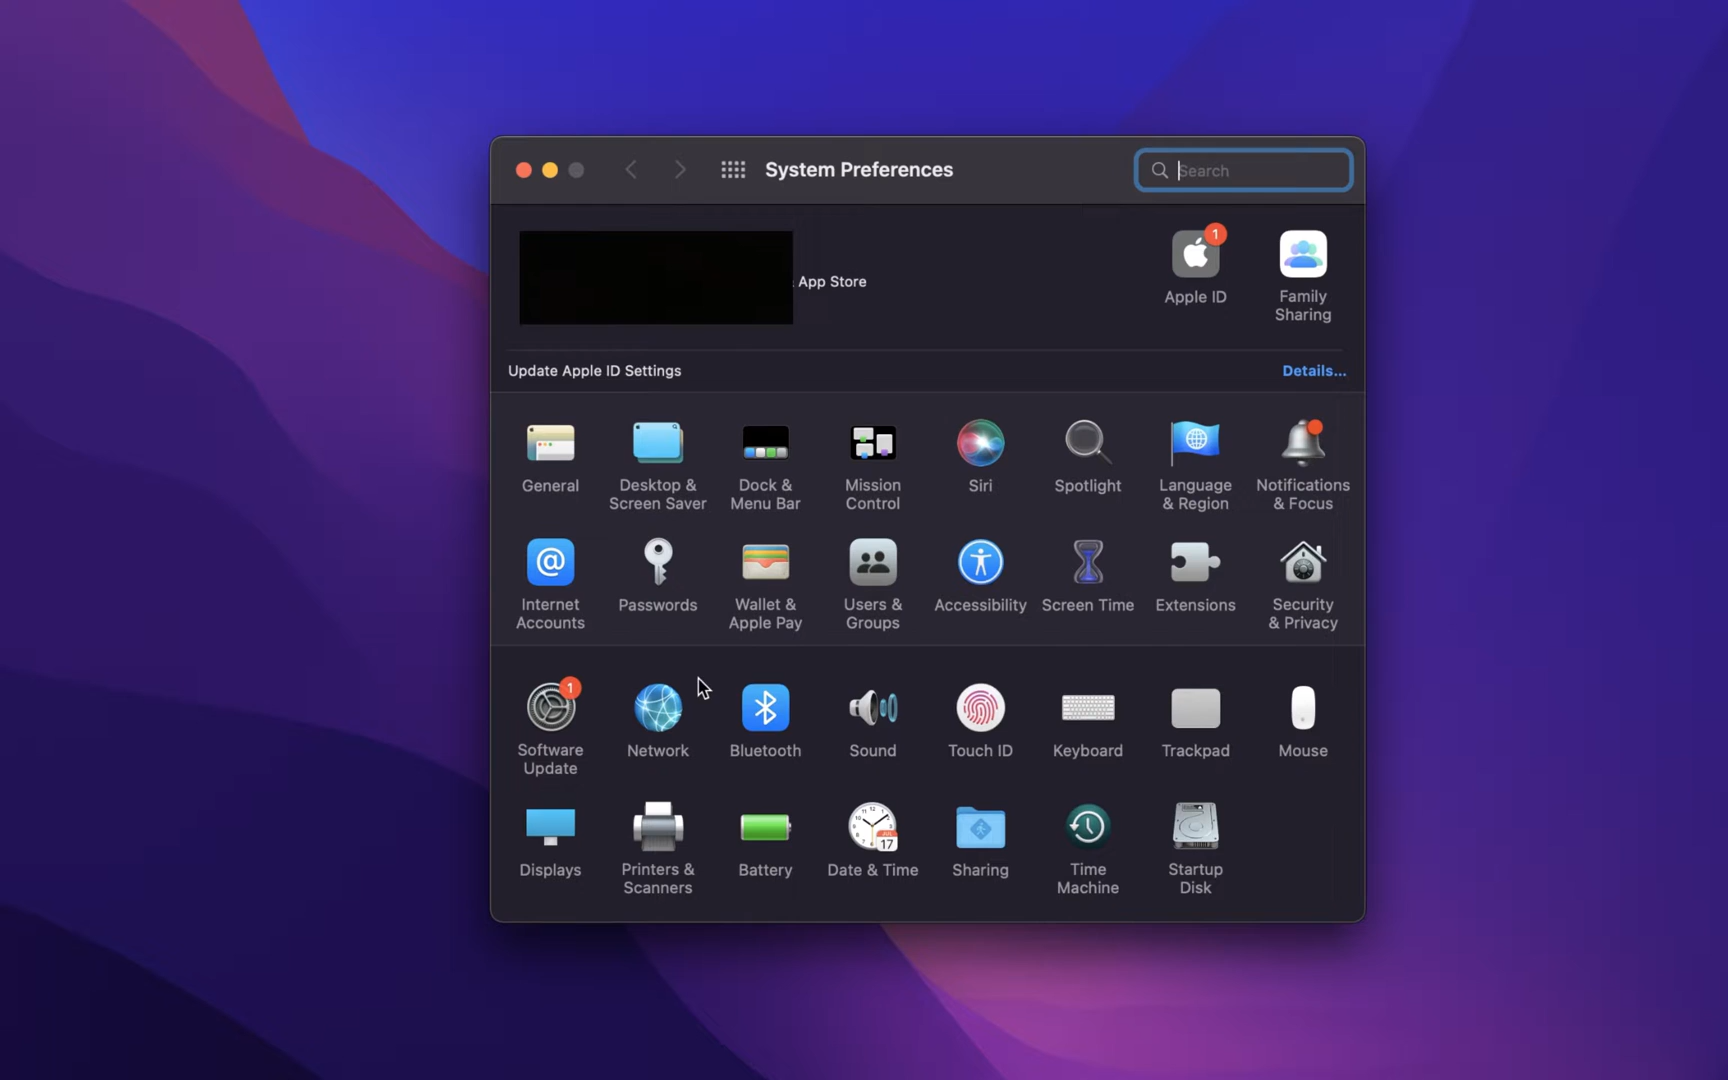 System Preferences
Search
App Store
1
Apple ID
Family
Sharing
Update Apple ID Settings
Details...
General
Desktop &
Screen Saver
Dock &
Menu Bar
Mission
Control
Siri
Spotlight
Language
& Region
Notifications
& Focus
@
Internet
Accounts
Passwords
Wallet &
Apple Pay
Users &
Groups
Accessibility
Screen Time
Extensions
Security
& Privacy
1
Software
Update
Network
Bluetooth
Sound
Touch ID
Keyboard
Trackpad
Mouse
Displays
Printers &
Scanners
Battery
JUL
17
Date & Time
Sharing
Time
Machine
Startup
Disk